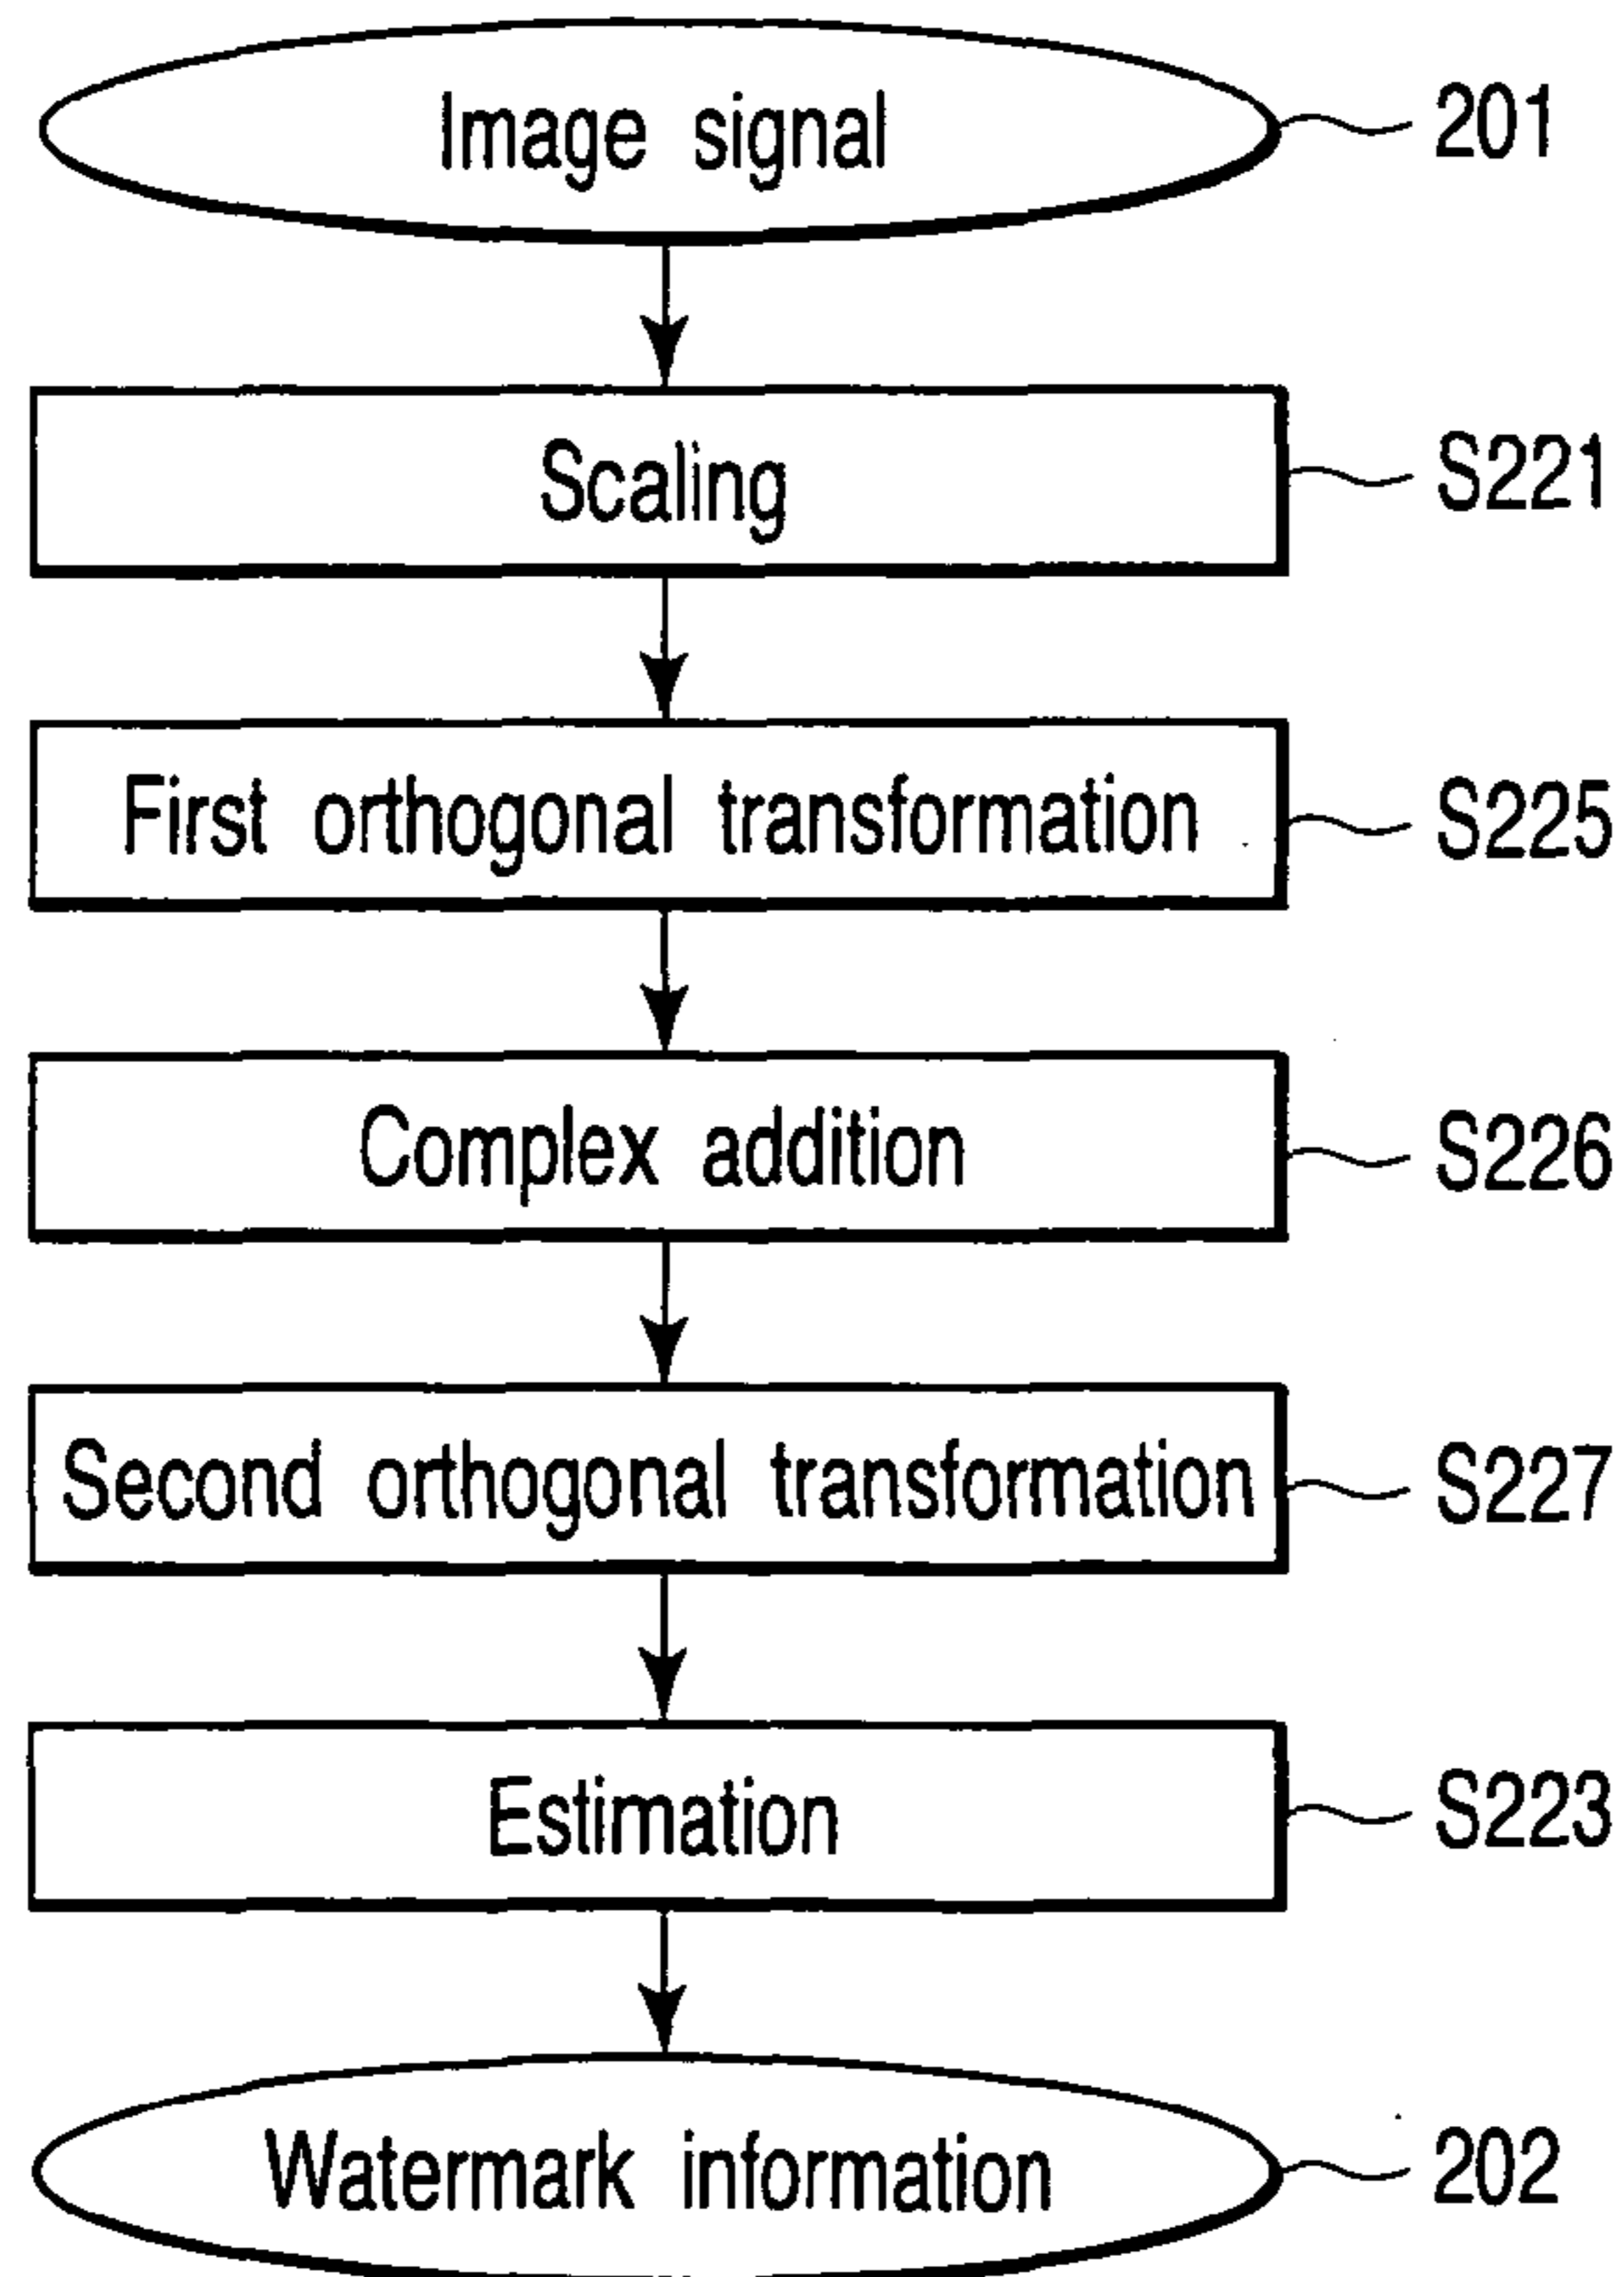 Image signal 201
Scaling S221
First orthogonal transformation S225
Complex addition S226
Second orthogonal transformation S227
Estimation S223
Watermark information 202